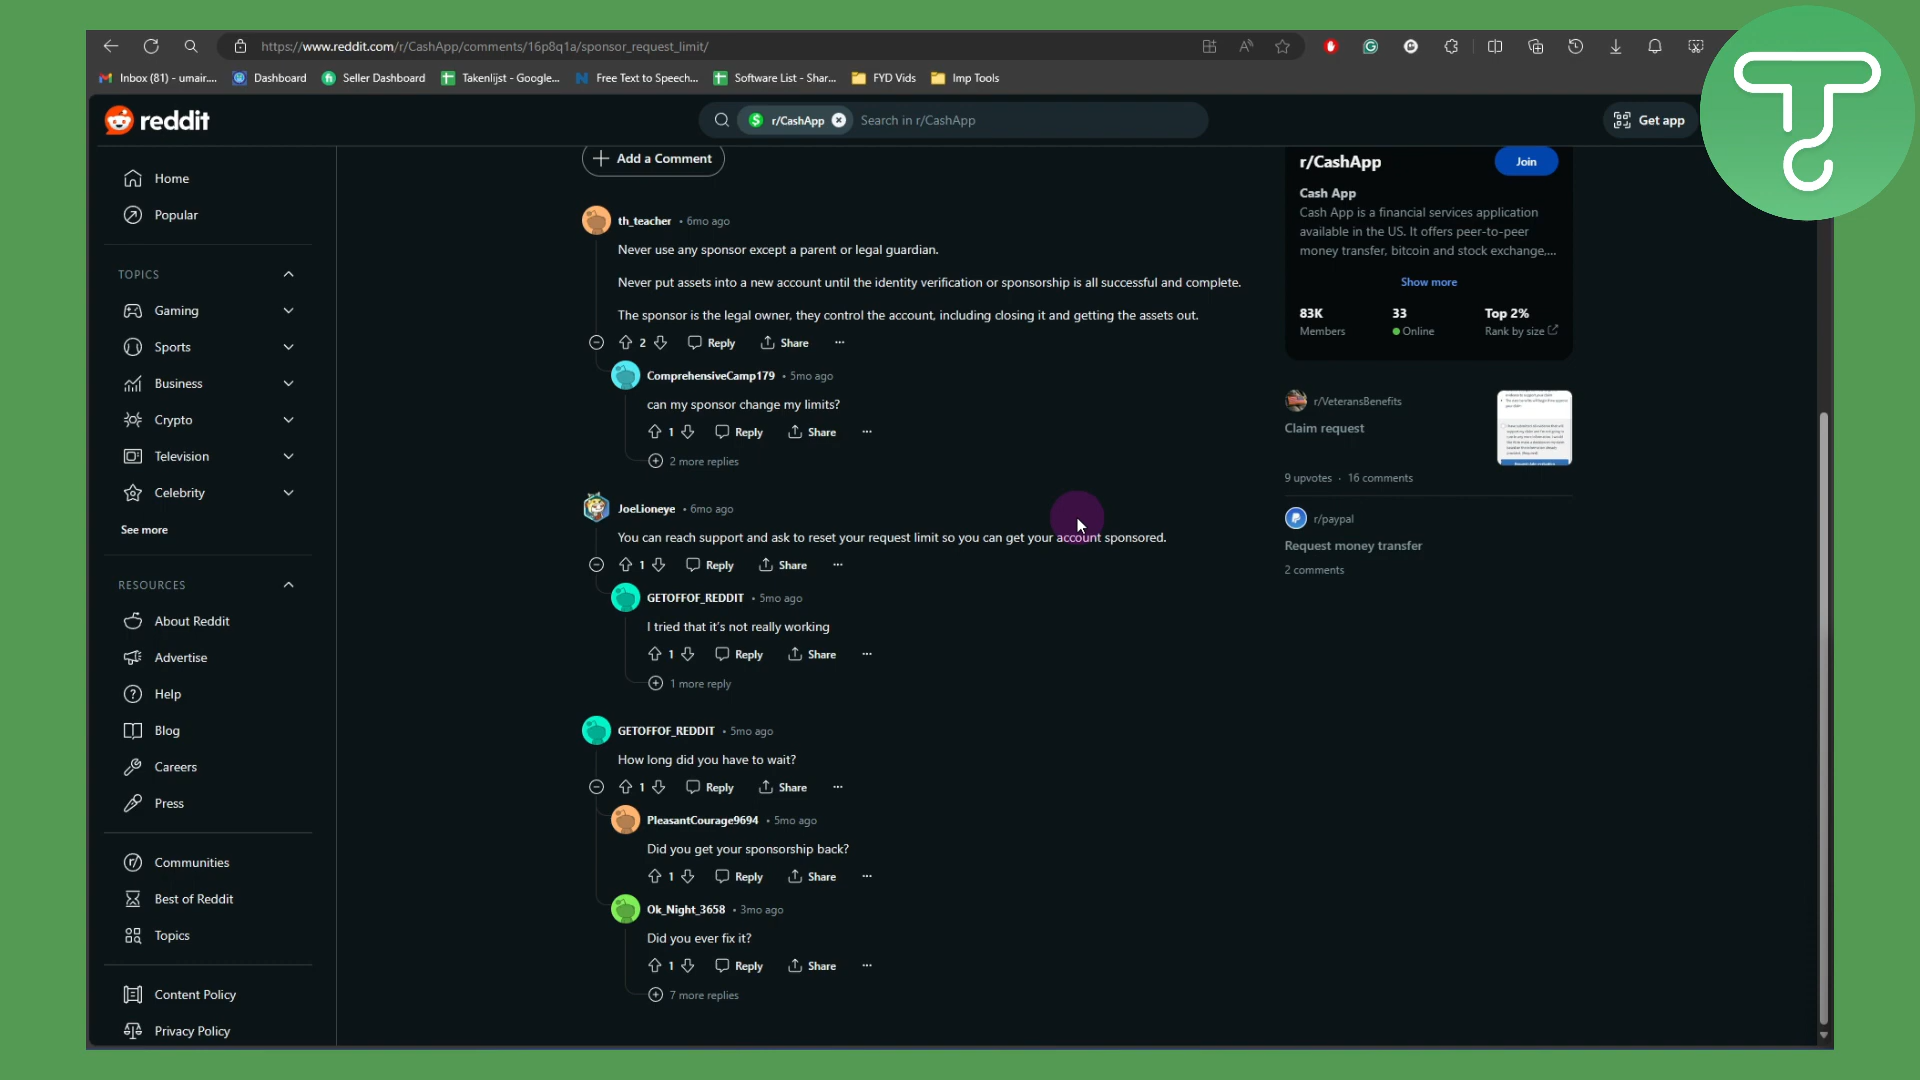 https://www.reddit.com/r/CashApp/comments/16p8q1a/sponsor_request_limit/
Inbox (81) - umair.... Dashboard Seller Dashboard Takenlijst - Google... Free Text to Speech... Software List - Shar... FYD Vids Imp Tools
reddit
r/CashApp Search in r/CashApp
Get app
Home
Popular
TOPICS
Gaming
Sports
Business
Crypto
Television
Celebrity
See more
RESOURCES
About Reddit
Advertise
Help
Blog
Careers
Press
Communities
Best of Reddit
Topics
Content Policy
Privacy Policy
Add a Comment
th_teacher • 6mo ago
Never use any sponsor except a parent or legal guardian.
Never put assets into a new account until the identity verification or sponsorship is all successful and complete.
The sponsor is the legal owner, they control the account, including closing it and getting the assets out.
2 Reply Share ...
ComprehensiveCamp179 • 5mo ago
can my sponsor change my limits?
1 Reply Share ...
2 more replies
JoeLioneye • 6mo ago
You can reach support and ask to reset your request limit so you can get your account sponsored.
1 Reply Share ...
GETOFFOF_REDDIT • 5mo ago
I tried that it's not really working
1 Reply Share ...
1 more reply
GETOFFOF_REDDIT • 5mo ago
How long did you have to wait?
1 Reply Share ...
PleasantCourage9694 • 5mo ago
Did you get your sponsorship back?
1 Reply Share ...
Ok_Night_3658 • 3mo ago
Did you ever fix it?
1 Reply Share ...
7 more replies
r/CashApp Join
Cash App
Cash App is a financial services application
available in the US. It offers peer-to-peer
money transfer, bitcoin and stock exchange,...
Show more
83K 33 Top 2%
Members Online Rank by size
r/VeteransBenefits
Claim request
9 upvotes · 16 comments
r/paypal
Request money transfer
2 comments